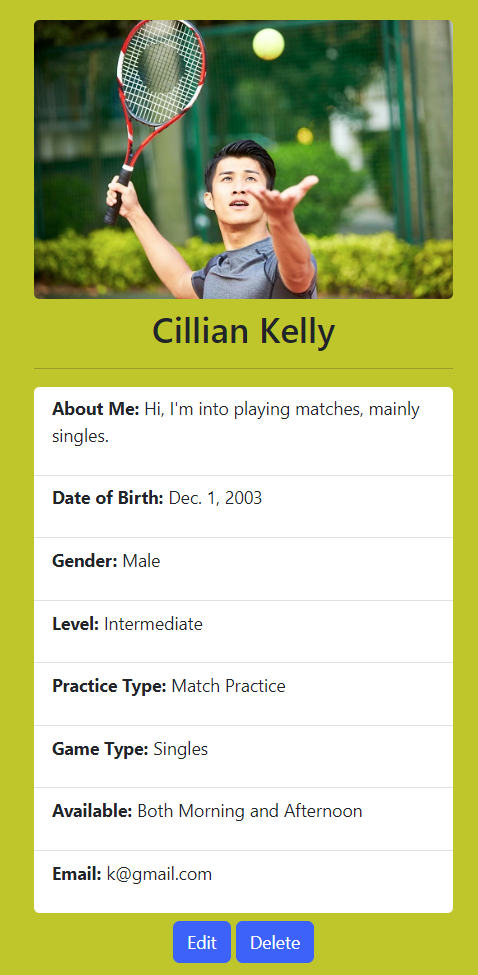 Cillian Kelly
About Me: Hi, I'm into playing matches, mainly
singles.
Date of Birth: Dec. 1, 2003
Gender: Male
Level: Intermediate
Practice Type: Match Practice
Game Type: Singles
Available: Both Morning and Afternoon
Email: k@gmail.com
Edit Delete